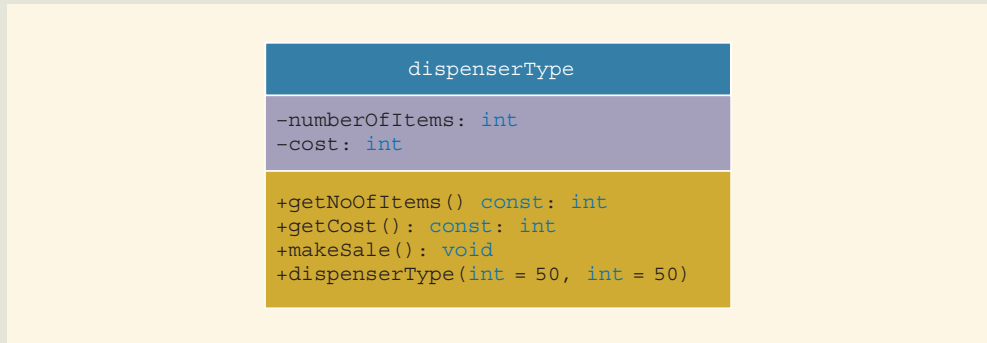 dispenserType
–numberOfItems: int
–cost: int
+getNoOfItems() const: int
+getCost(): const: int
+makeSale(): void
+dispenserType(int = 50, int = 50)